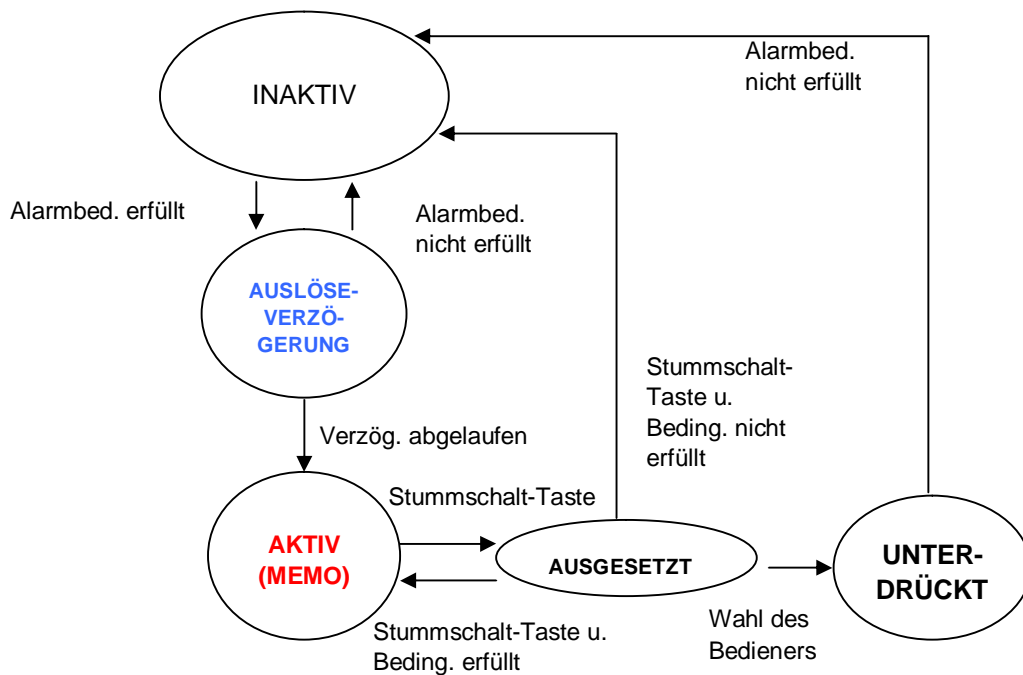 Alarmbed.
nicht erfüllt
INAKTIV
Alarmbed. erfüllt
Alarmbed.
nicht erfüllt
AUSLÖSE-
VERZÖ-
GERUNG
Stummschalt-
Taste u.
Beding. nicht
erfüllt
Verzög. abgelaufen
Stummschalt-Taste
AKTIV
(MEMO)
AUSGESETZT
UNTER-
DRÜCKT
Stummschalt-Taste u.
Beding. erfüllt
Wahl des
Bedieners